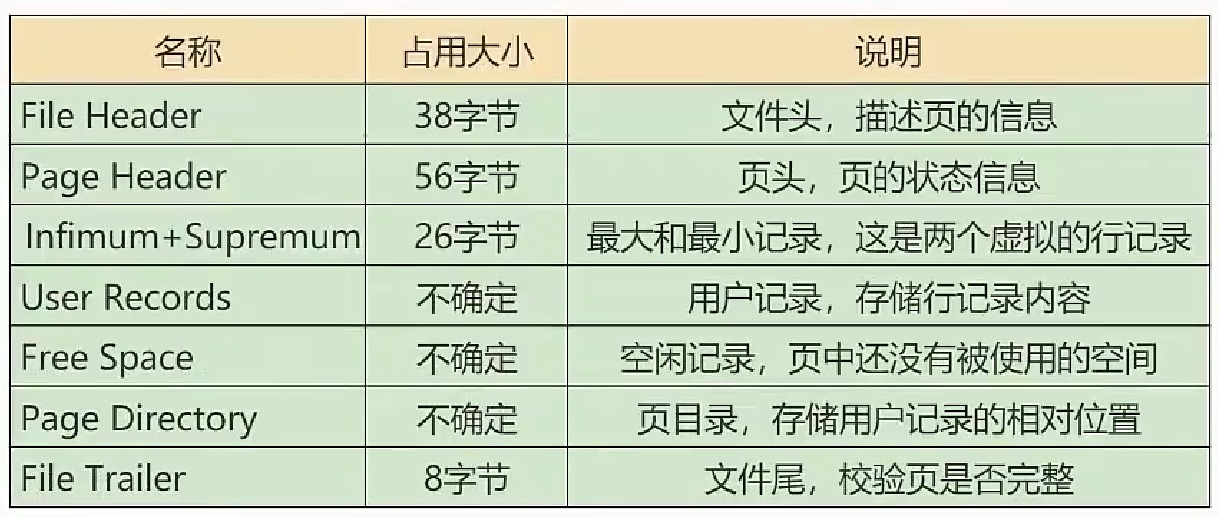 名称 占用大小 说明
File Header 38字节 文件头，描述页的信息
Page Header 56字节 页头，页的状态信息
Infimum+Supremum 26字节 最大和最小记录，这是两个虚拟的行记录
User Records 不确定 用户记录，存储行记录内容
Free Space 不确定 空闲记录，页中还没有被使用的空间
Page Directory 不确定 页目录，存储用户记录的相对位置
File Trailer 8字节 文件尾，校验页是否完整